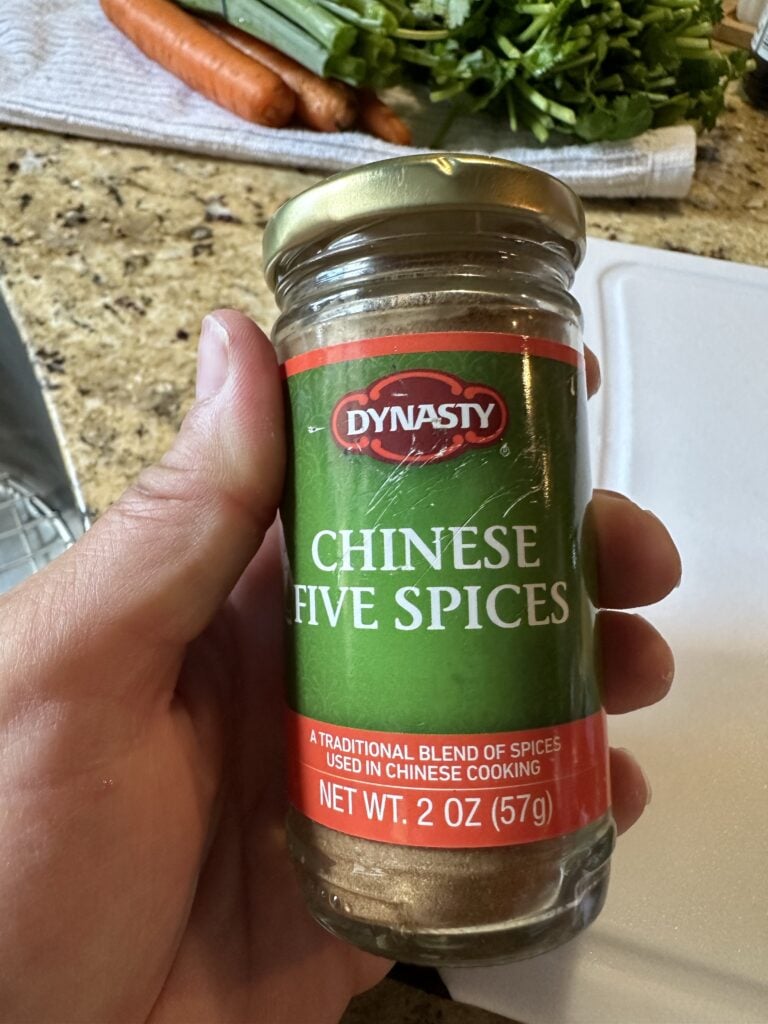 DYNASTY
®
CHINESE
FIVE SPICES
A TRADITIONAL BLEND OF SPICES
USED IN CHINESE COOKING
NET WT. 2 OZ (57g)